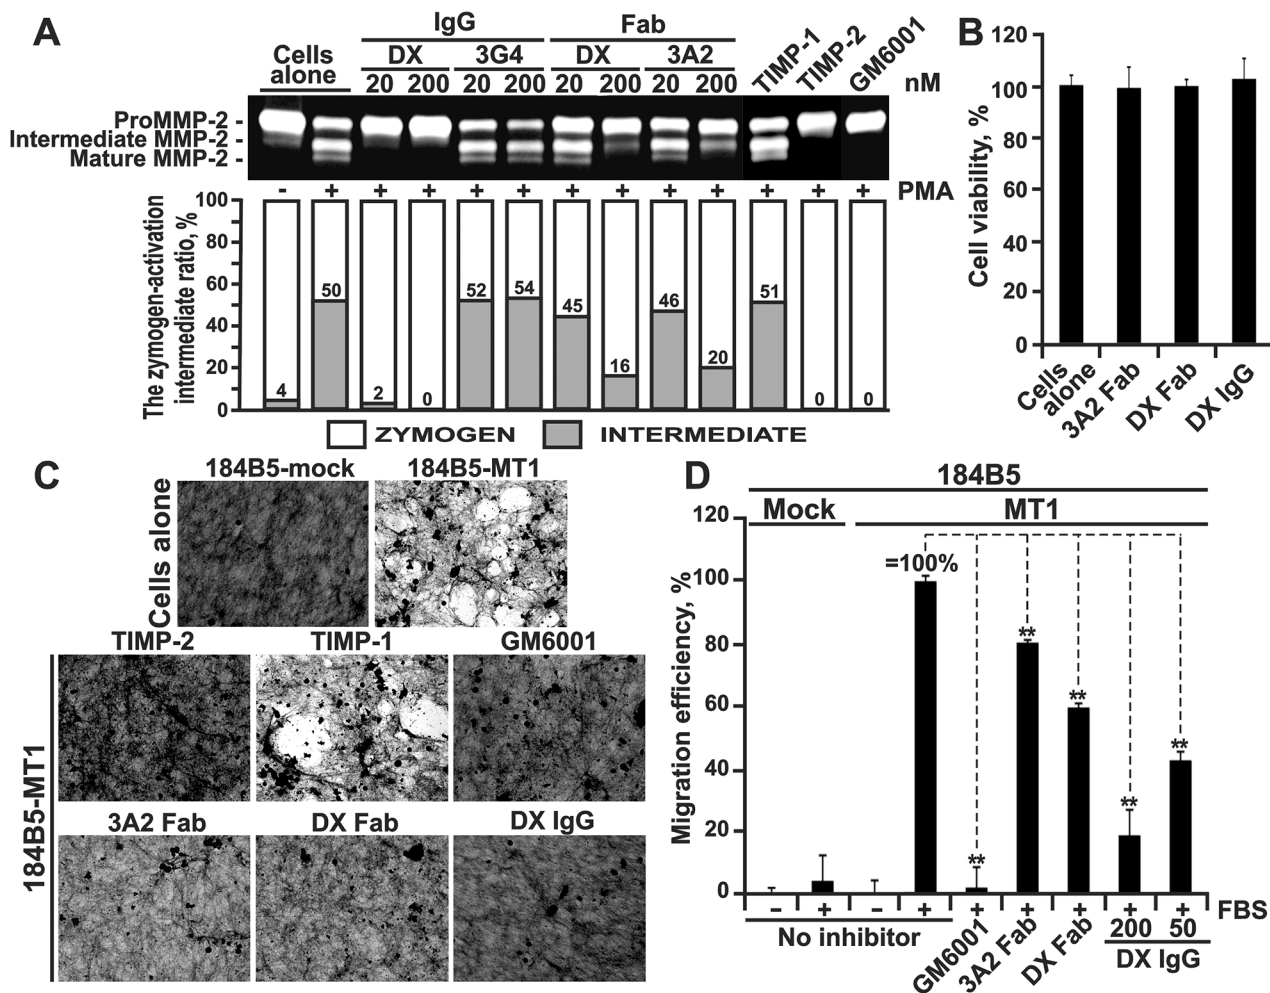 A
IgG Fab
Cells alone DX 3G4 DX 3A2 TIMP-1 TIMP-2 GM6001
20 200 20 200 20 200 20 200 nM
ProMMP-2 -
Intermediate MMP-2 -
Mature MMP-2 -
- + + + + + + + + + + + + PMA
The zymogen-activation intermediate ratio, %
100
80
60
40
20
0
4 50 2 0 52 54 45 16 46 20 51 0 0
ZYMOGEN INTERMEDIATE
B
Cell viability, %
120
100
80
60
40
20
0
Cells alone 3A2 Fab DX Fab DX IgG
C
184B5-mock 184B5-MT1
Cells alone
TIMP-2 TIMP-1 GM6001
184B5-MT1
3A2 Fab DX Fab DX IgG
D
184B5
Mock MT1
Migration efficiency, %
120
100
80
60
40
20
0
=100%
** ** ** ** **
- + - + + + + + + FBS
No inhibitor GM6001 3A2 Fab DX Fab 200 50
DX IgG